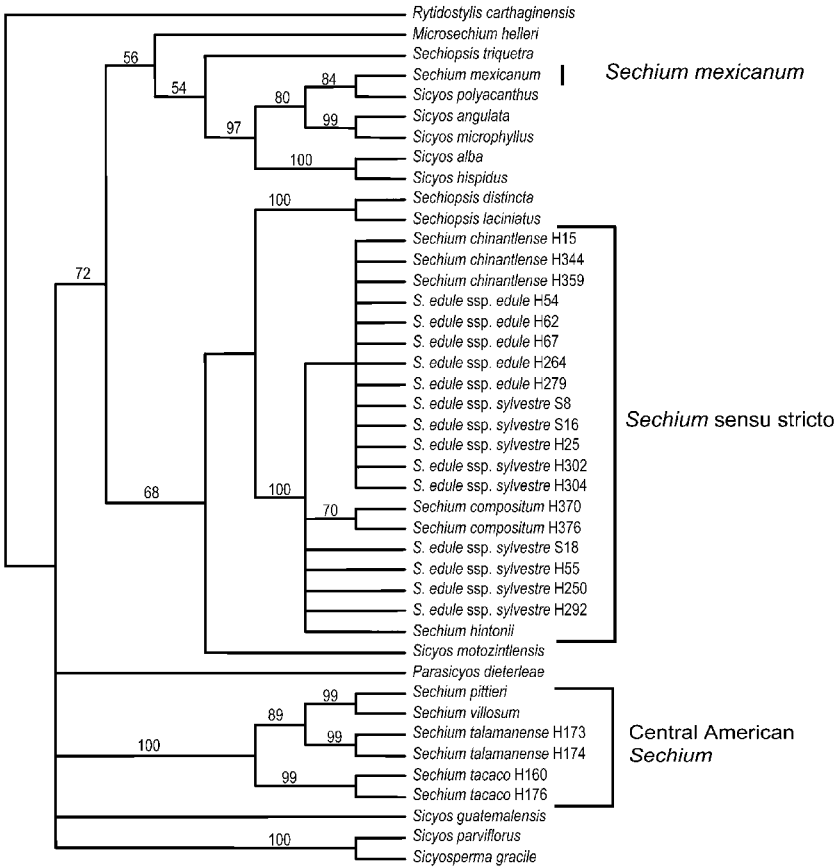 Rytidostylis carthaginensis
Microsechium helleri
56
Sechiopsis triquetra
Sechium mexicanum
84
Sechium mexicanum
54
80
Sicyos polyacanthus
Sicyos angulata
97
99
Sicyos microphyllus
Sicyos alba
100
Sicyos hispidus
Sechiopsis distincta
100
Sechiopsis laciniatus
Sechium chinantlense H15
Sechium chinantlense H344
72
Sechium chinantlense H359
S. edule ssp. edule H54
S. edule ssp. edule H62
S. edule ssp. edule H67
S. edule ssp. edule H264
S. edule ssp. edule H279
S. edule ssp. sylvestre S8
Sechium sensu stricto
S. edule ssp. sylvestre S16
S. edule ssp. sylvestre H25
S. edule ssp. sylvestre H302
S. edule ssp. sylvestre H304
68
100
Sechium compositum H370
70
Sechium compositum H376
S. edule ssp. sylvestre S18
S. edule ssp. sylvestre H55
S. edule ssp. sylvestre H250
S. edule ssp. sylvestre H292
Sechium hintonii
Sicyos motozintlensis
Parasicyos dieterleae
Sechium pittieri
99
Sechium villosum
89
Sechium talamanense H173
Central American
Sechium
99
100
Sechium talamanense H174
Sechium tacaco H160
99
Sechium tacaco H176
Sicyos guatemalensis
Sicyos parviflorus
100
Sicyosperma gracile